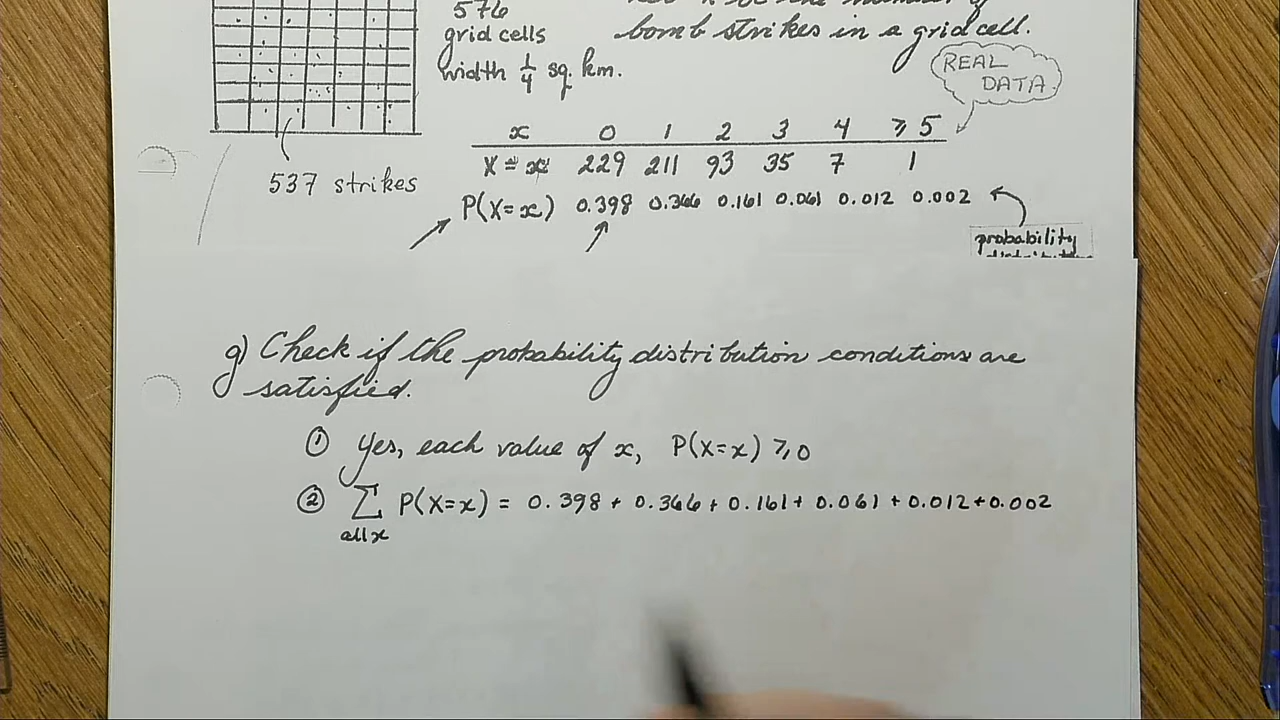 576
grid cells
width 1/4 sq. km.
bomb strikes in a grid cell.
REAL
DATA
x 0 1 2 3 4 ≥ 5
X = x 229 211 93 35 7 1
P(X=x) 0.398 0.366 0.161 0.061 0.012 0.002
537 strikes
probability
g) Check if the probability distribution conditions are
satisfied.
① Yes, each value of x, P(X=x) ≥ 0
② Σ P(X=x) = 0.398 + 0.366 + 0.161 + 0.061 + 0.012 + 0.002
all x